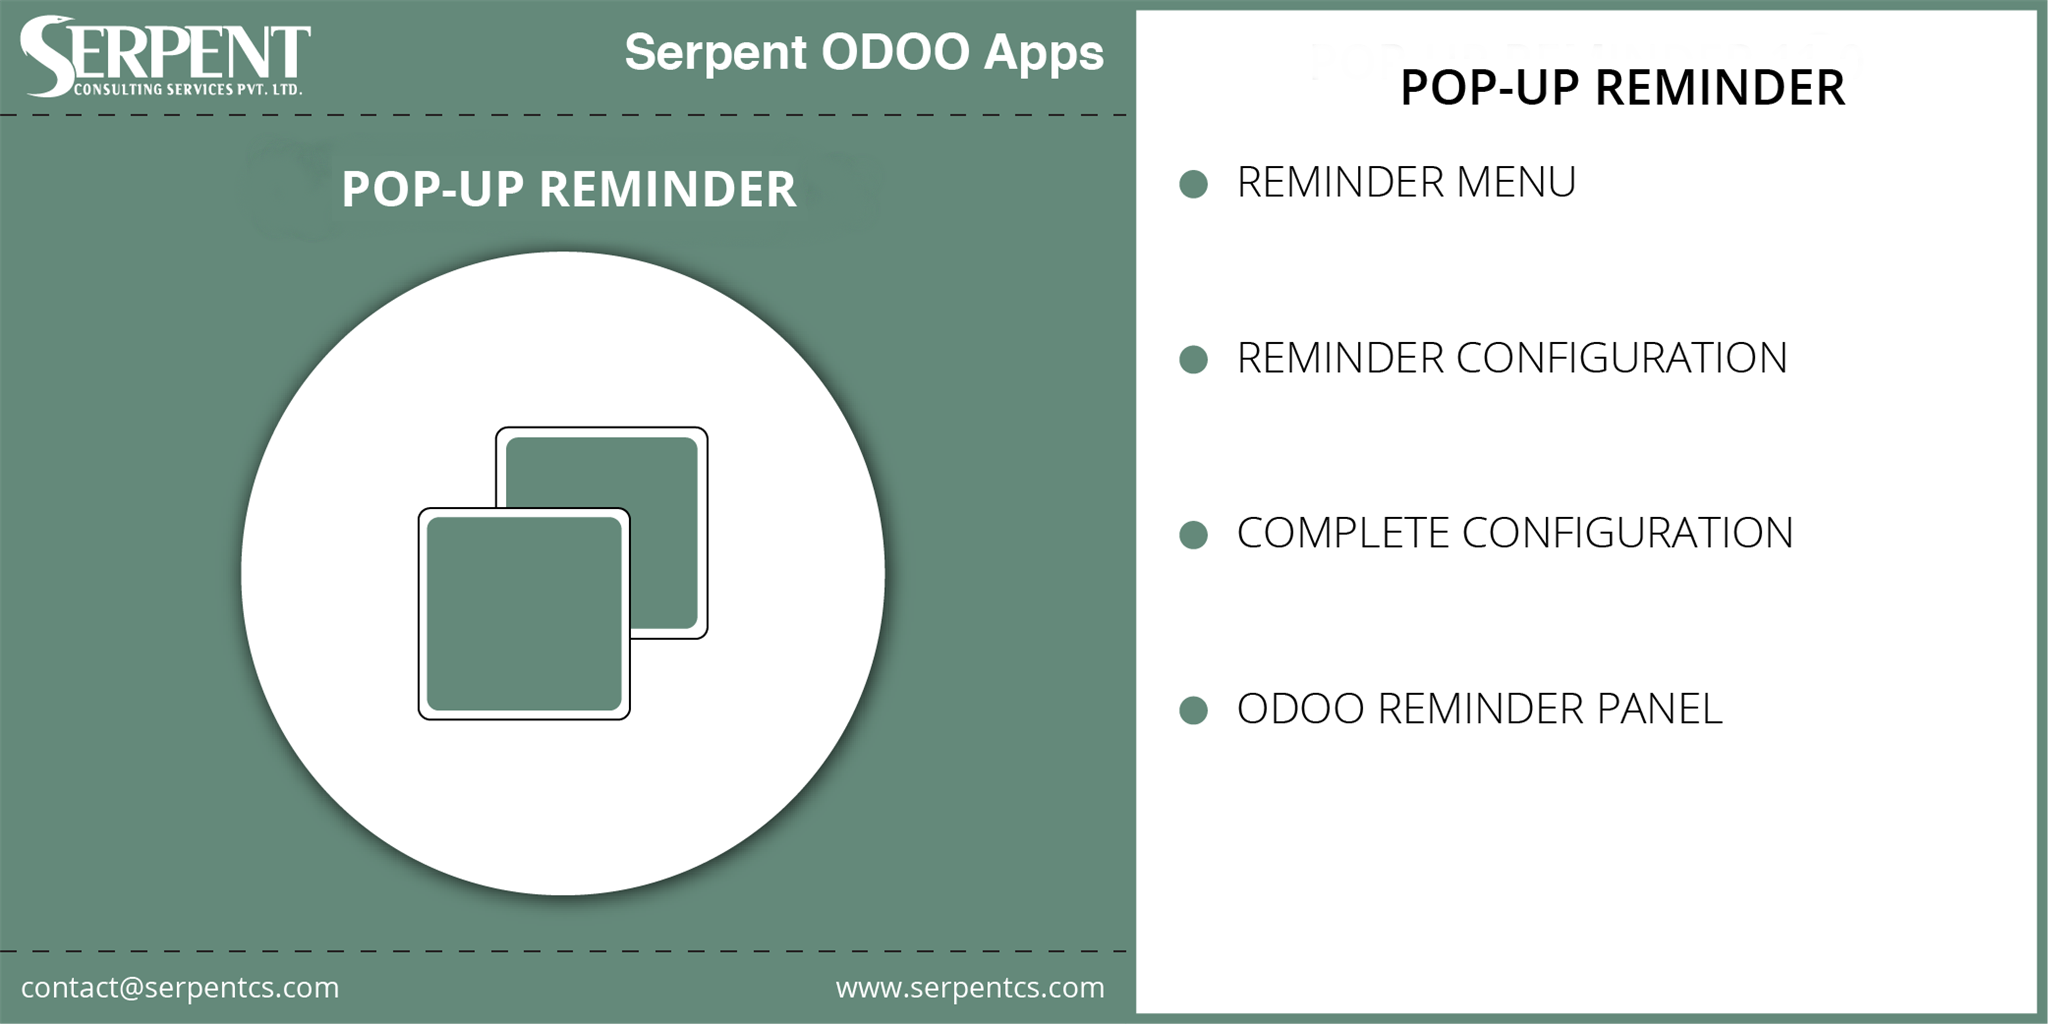 SERPENT
CONSULTING SERVICES PVT. LTD.
Serpent ODOO Apps
POP-UP REMINDER
contact@serpentcs.com
www.serpentcs.com
POP-UP REMINDER
REMINDER MENU
REMINDER CONFIGURATION
COMPLETE CONFIGURATION
ODOO REMINDER PANEL